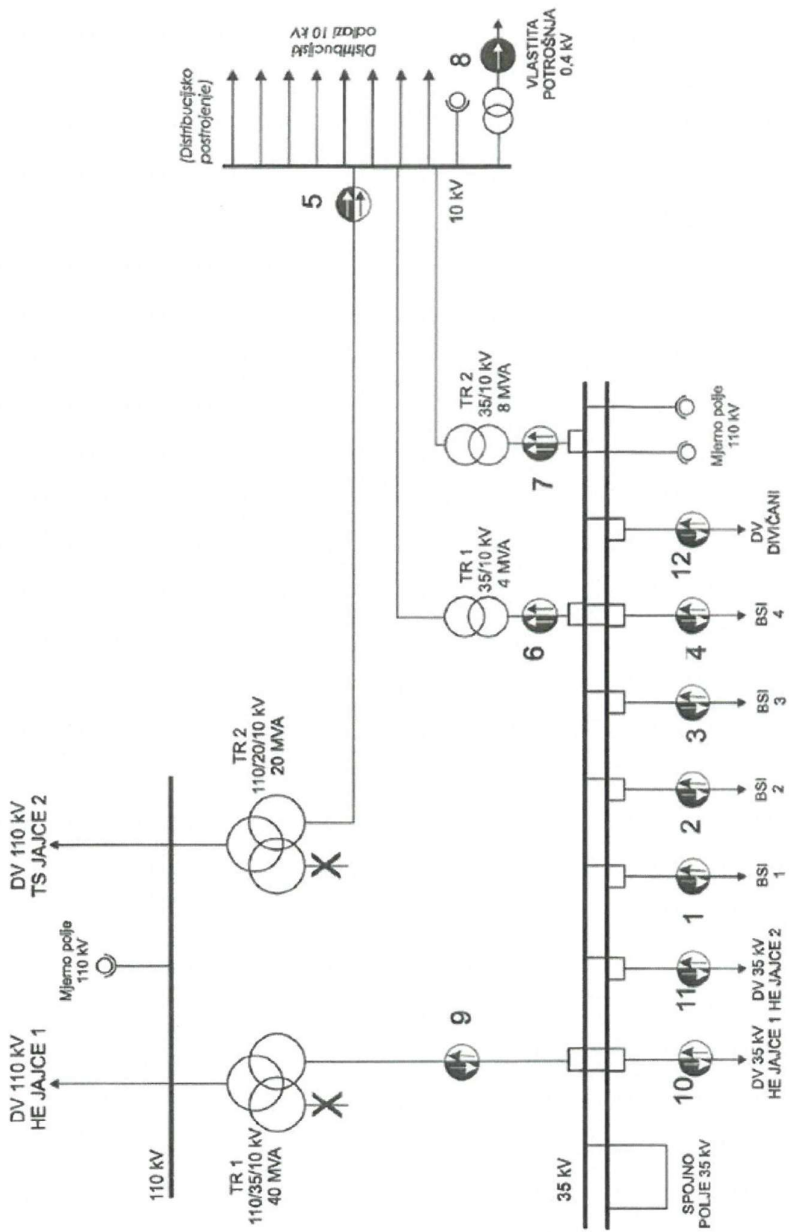 DV 110 kV
HE JAJCE 1
DV 110 kV
TS JAJCE 2
Mjerno polje
110 kV
110 kV
TR 1
110/35/10 kV
40 MVA
TR 2
110/20/10 kV
20 MVA
(Distribucijsko
postrojenje)
Distribucijski
odlazi 10 kV
5
10 kV
8
VLASTITA
POTROŠNJA
0,4 kV
9
TR 1
35/10 kV
4 MVA
6
TR 2
35/10 kV
8 MVA
7
35 kV
SPOJNO
POLJE 35 kV
10
DV 35 kV
HE JAJCE 1
11
DV 35 kV
HE JAJCE 2
1
BSI
1
2
BSI
2
3
BSI
3
4
BSI
4
12
DV
DIVIČANI
Mjerno polje
110 kV